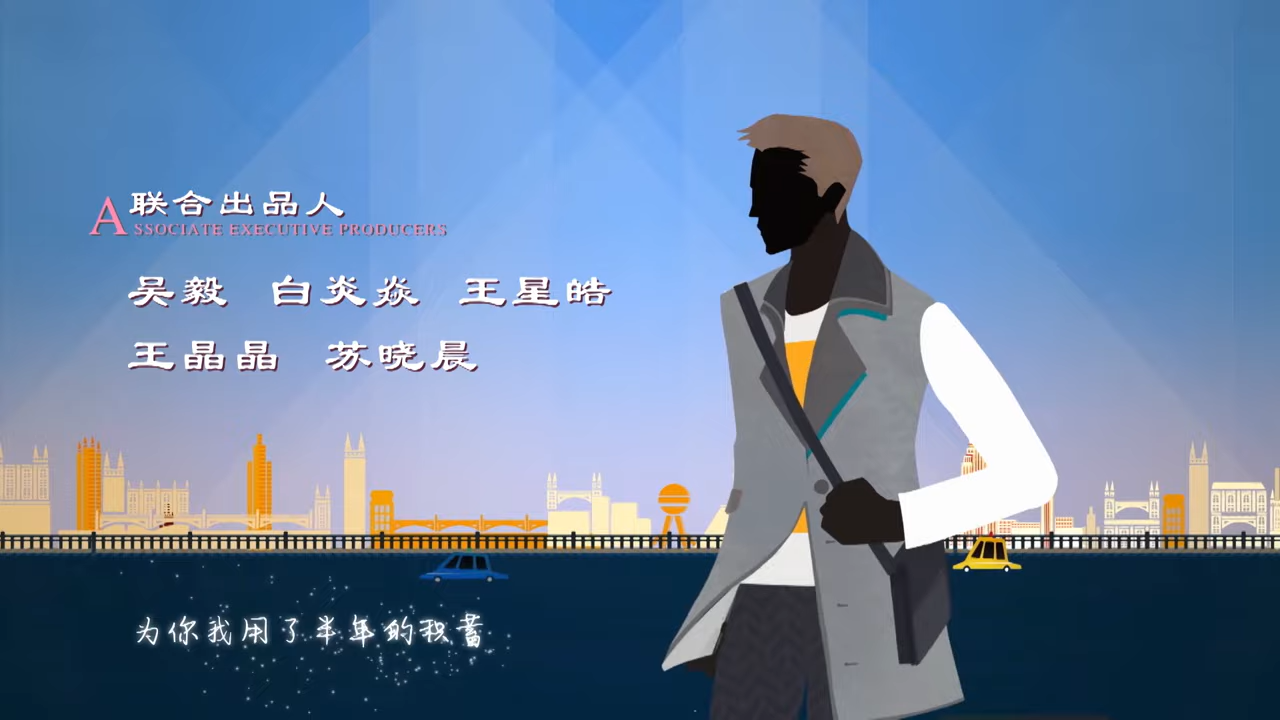 联合出品人
ASSOCIATE EXECUTIVE PRODUCERS
吴毅 白炎焱 王星皓
王晶晶 苏晓晨
为你我用了半年的积蓄